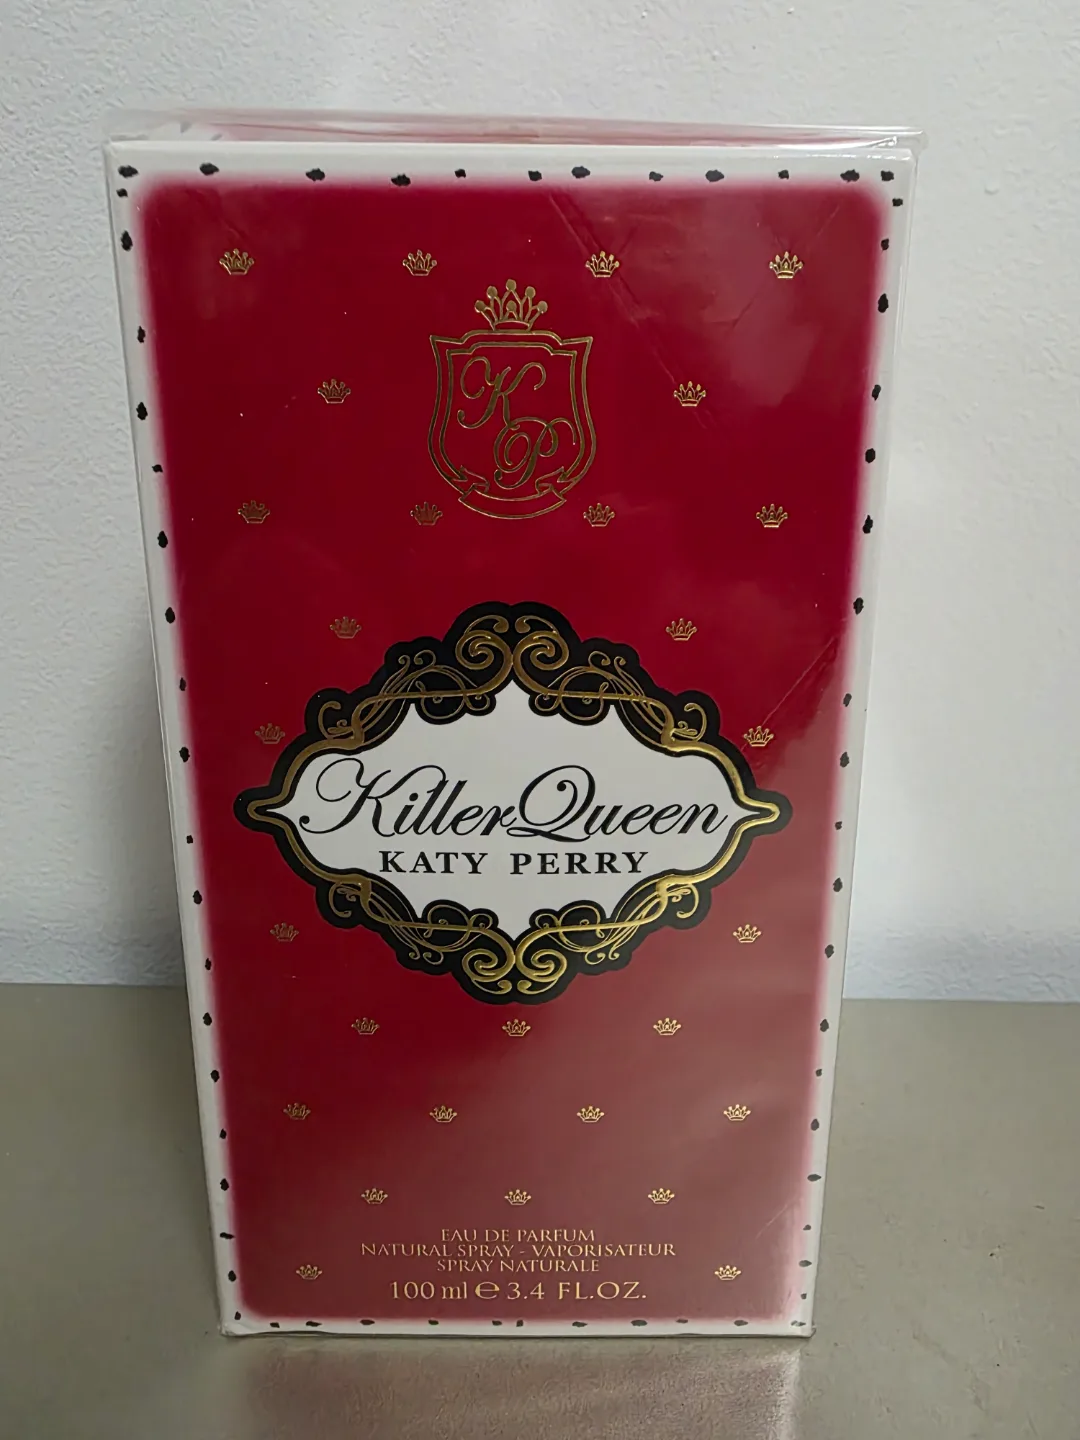 KP
Killer Queen
KATY PERRY
EAU DE PARFUM
NATURAL SPRAY - VAPORISATEUR
SPRAY NATURALE
100 ml ℮ 3.4 FL.OZ.